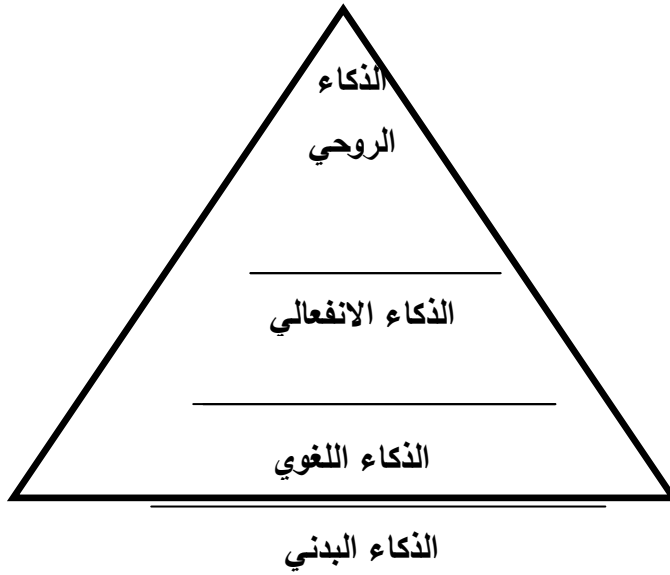 الذكاء
الروحي
الذكاء الانفعالي
الذكاء اللغوي
الذكاء البدني